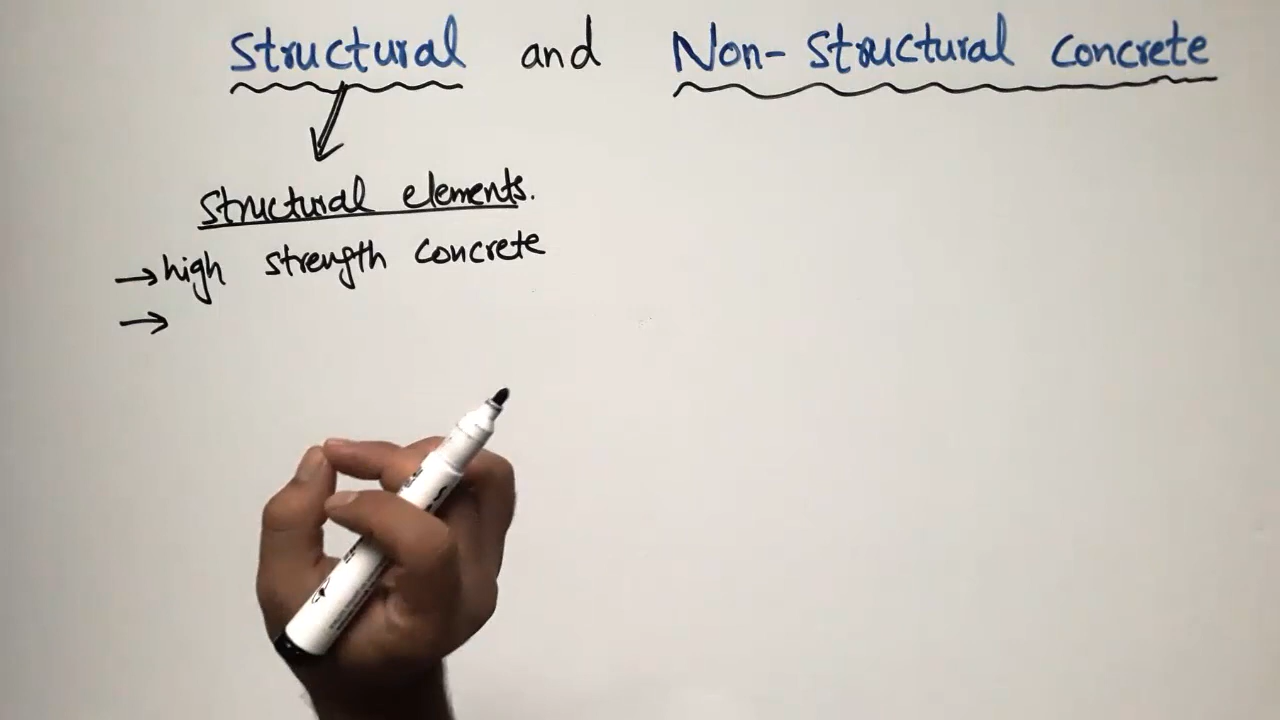 Structural and Non-Structural Concrete
Structural elements.
→ high strength concrete
→